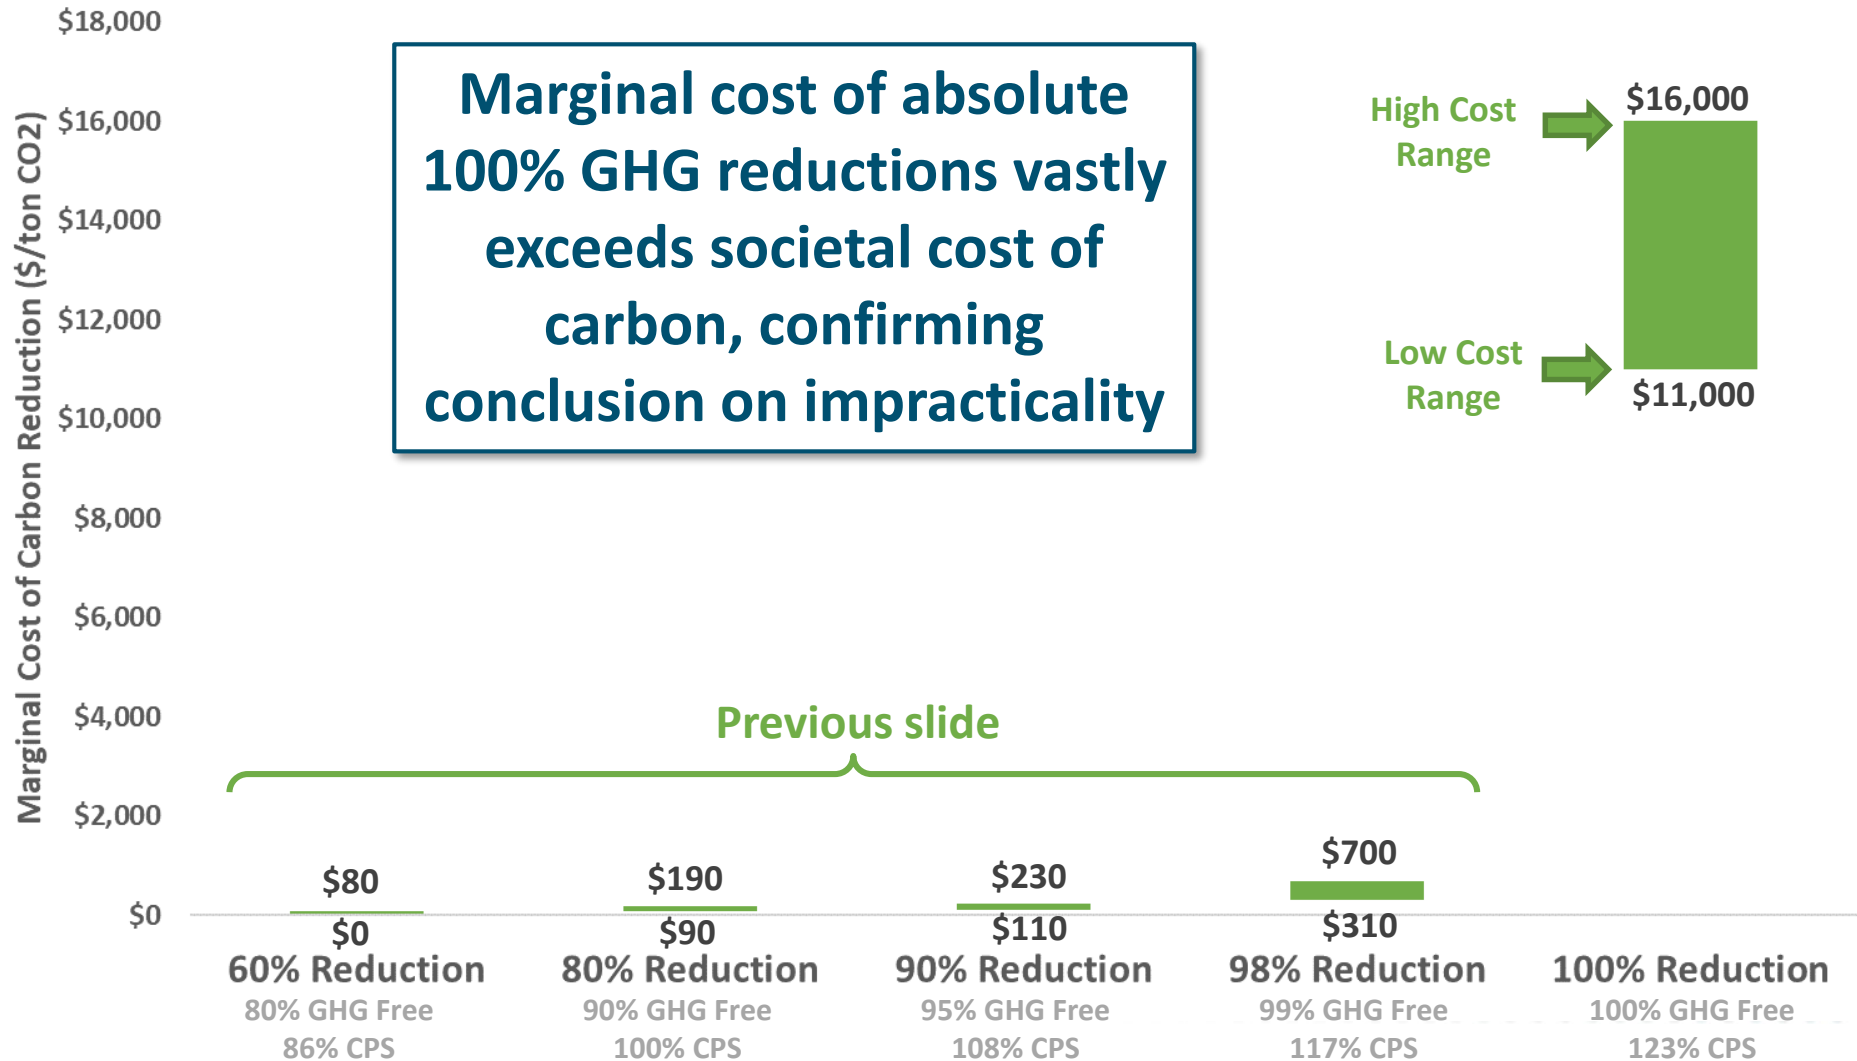 Marginal Cost of Carbon Reduction ($/ton CO2)
$18,000
$16,000
$14,000
$12,000
$10,000
$8,000
$6,000
$4,000
$2,000
$0
Marginal cost of absolute
100% GHG reductions vastly
exceeds societal cost of
carbon, confirming
conclusion on impracticality
High Cost
Range
$16,000
Low Cost
Range
$11,000
Previous slide
$80
$0
$190
$90
$230
$110
$700
$310
60% Reduction
80% GHG Free
86% CPS
80% Reduction
90% GHG Free
100% CPS
90% Reduction
95% GHG Free
108% CPS
98% Reduction
99% GHG Free
117% CPS
100% Reduction
100% GHG Free
123% CPS